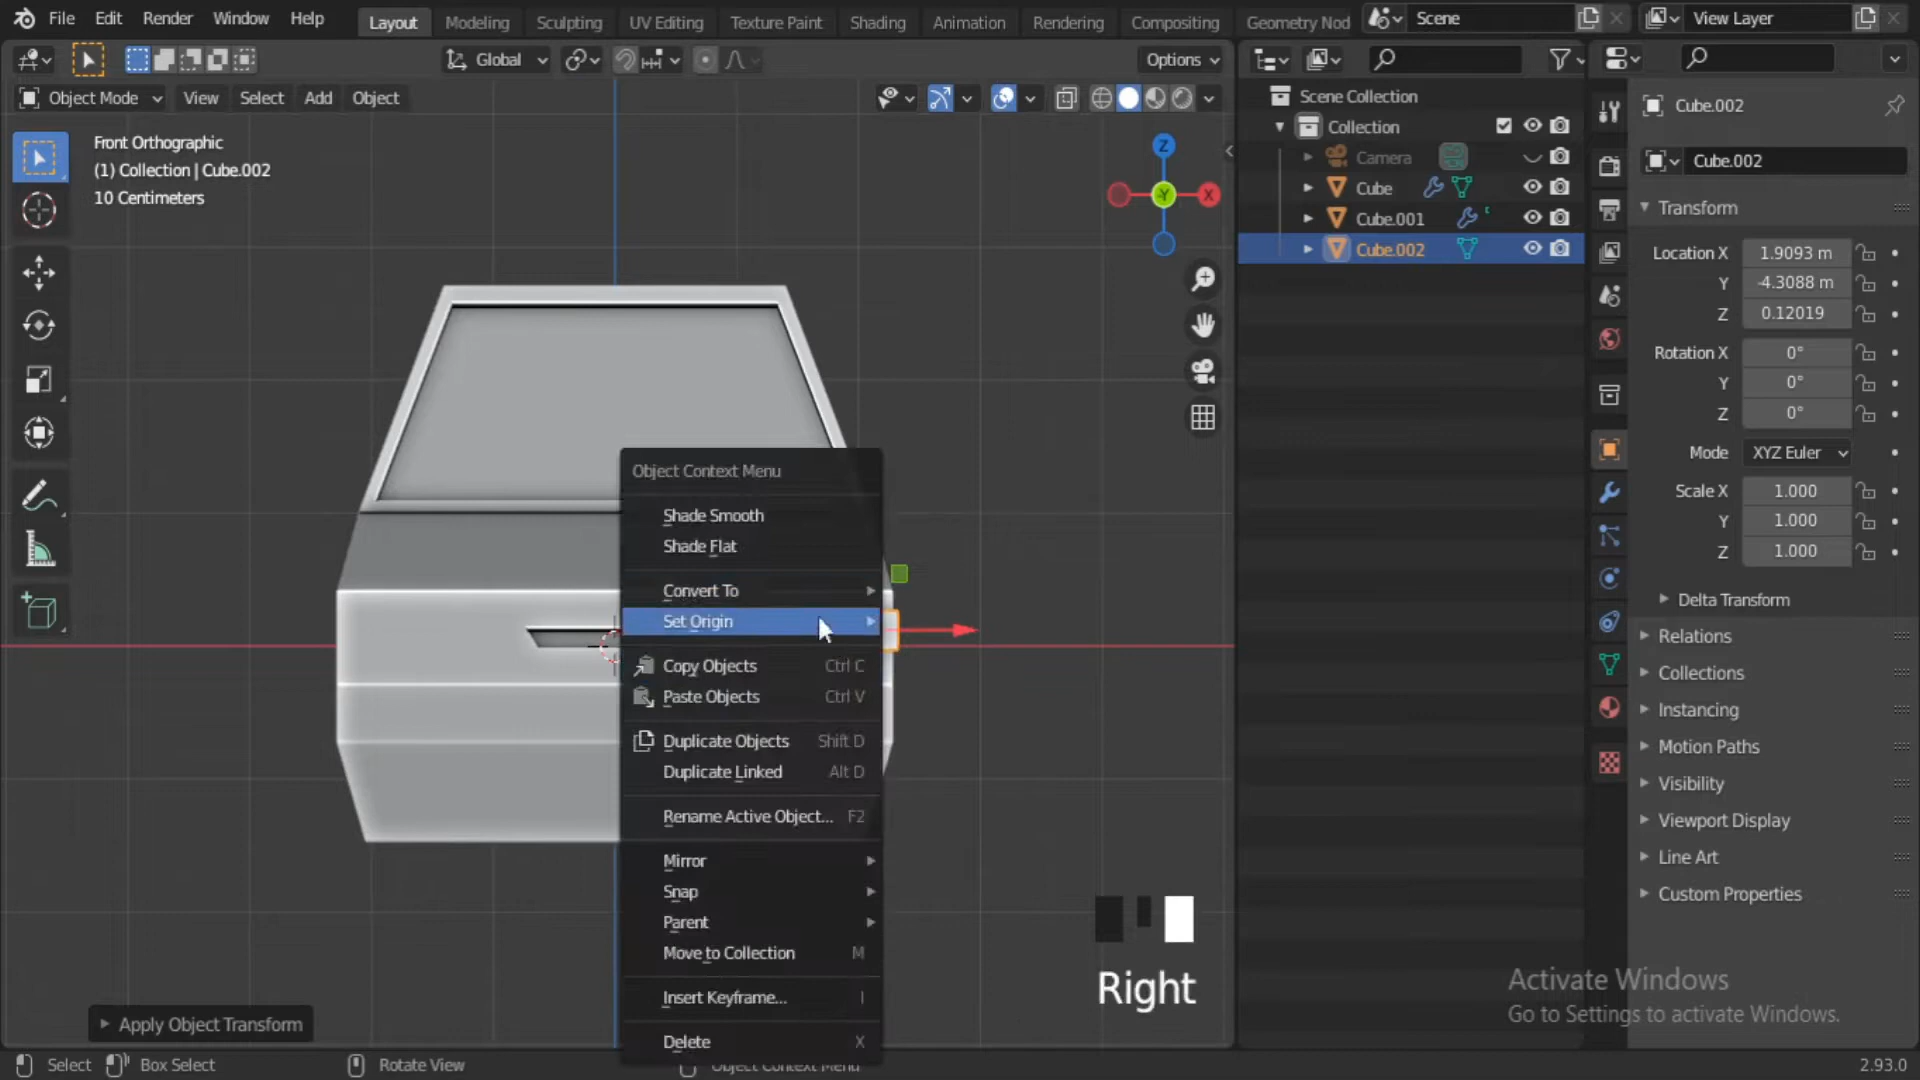 File Edit Render Window Help
Layout Modeling Sculpting UV Editing Texture Paint Shading Animation Rendering Compositing Geometry Nod
Scene
View Layer
Global
Options
Object Mode View Select Add Object
Front Orthographic
(1) Collection | Cube.002
10 Centimeters
Z
Y
X
Object Context Menu
Shade Smooth
Shade Flat
Convert To
Set Origin
Copy Objects Ctrl C
Paste Objects Ctrl V
Duplicate Objects Shift D
Duplicate Linked Alt D
Rename Active Object... F2
Mirror
Snap
Parent
Move to Collection M
Insert Keyframe... I
Delete X
Right
Apply Object Transform
Scene Collection
Collection
Camera
Cube
Cube.001
Cube.002
Cube.002
Cube.002
Transform
Location X 1.9093 m
Y -4.3088 m
Z 0.12019
Rotation X 0°
Y 0°
Z 0°
Mode XYZ Euler
Scale X 1.000
Y 1.000
Z 1.000
Delta Transform
Relations
Collections
Instancing
Motion Paths
Visibility
Viewport Display
Line Art
Custom Properties
Activate Windows
Go to Settings to activate Windows.
Select Box Select Rotate View Object Context Menu 2.93.0